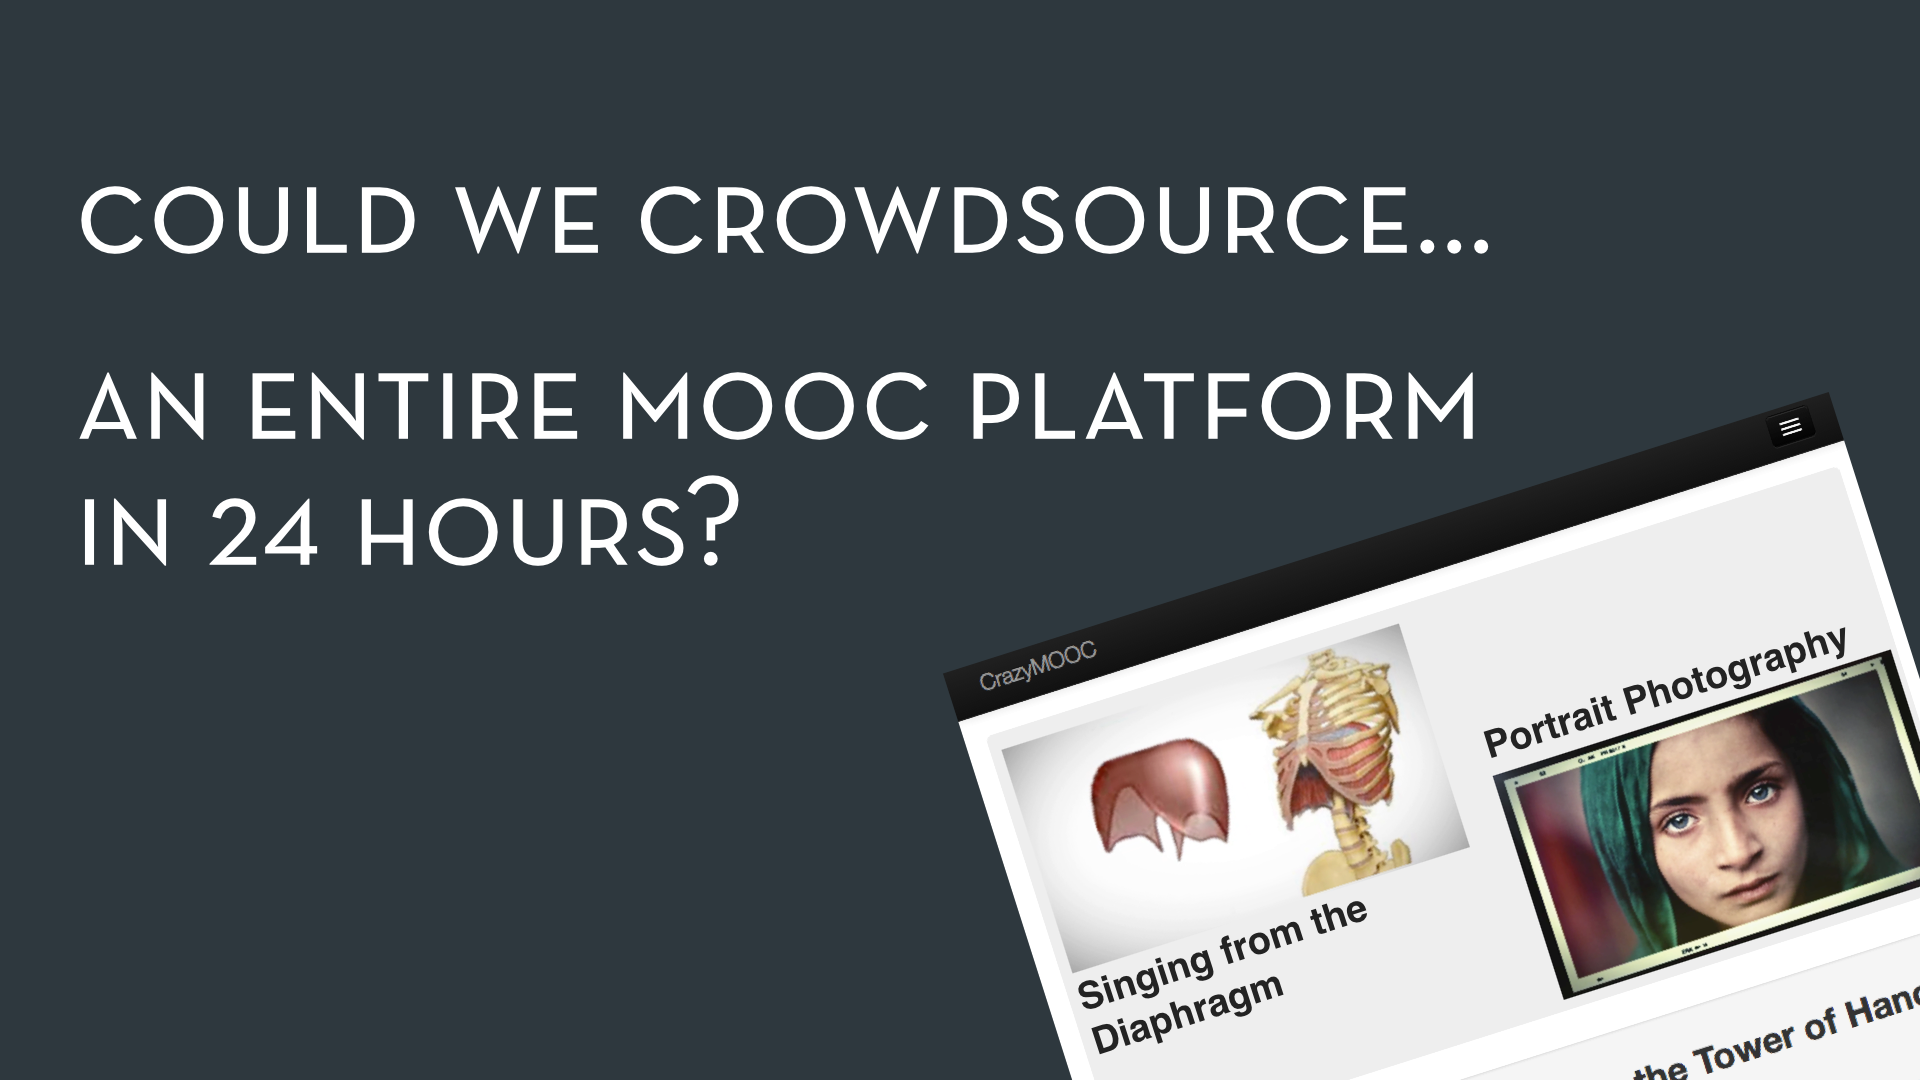 COULD WE CROWDSOURCE...
AN ENTIRE MOOC PLATFORM
IN 24 HOURS?
CrazyMOOC
Portrait Photography
Singing from the
Diaphragm
the Tower of